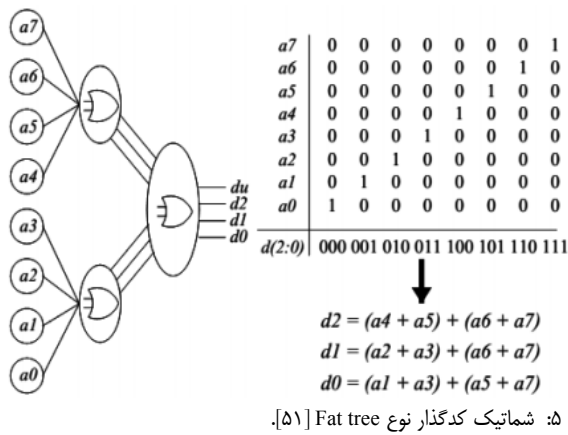 a7
a6
a5
a4
a3
a2
a1
a0
du
d2
d1
d0
a7 0 0 0 0 0 0 0 1
a6 0 0 0 0 0 0 1 0
a5 0 0 0 0 0 1 0 0
a4 0 0 0 0 1 0 0 0
a3 0 0 0 1 0 0 0 0
a2 0 0 1 0 0 0 0 0
a1 0 1 0 0 0 0 0 0
a0 1 0 0 0 0 0 0 0
d(2:0) 000 001 010 011 100 101 110 111
d2 = (a4 + a5) + (a6 + a7)
d1 = (a2 + a3) + (a6 + a7)
d0 = (a1 + a3) + (a5 + a7)
۵: شماتیک کدگذار نوع Fat tree [۵۱].